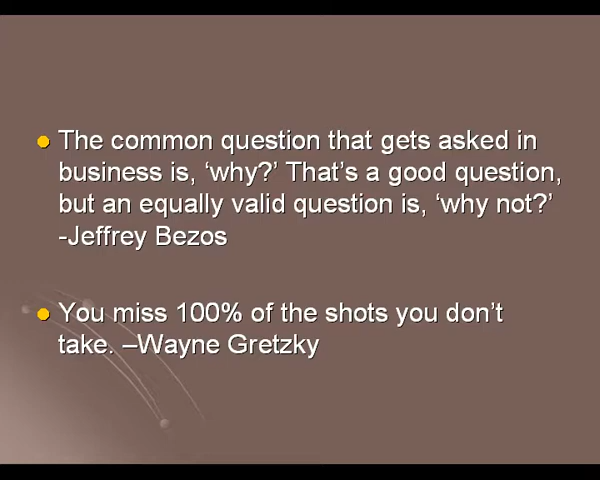 The common question that gets asked in
business is, ‘why?’ That’s a good question,
but an equally valid question is, ‘why not?’
-Jeffrey Bezos
You miss 100% of the shots you don’t
take. –Wayne Gretzky